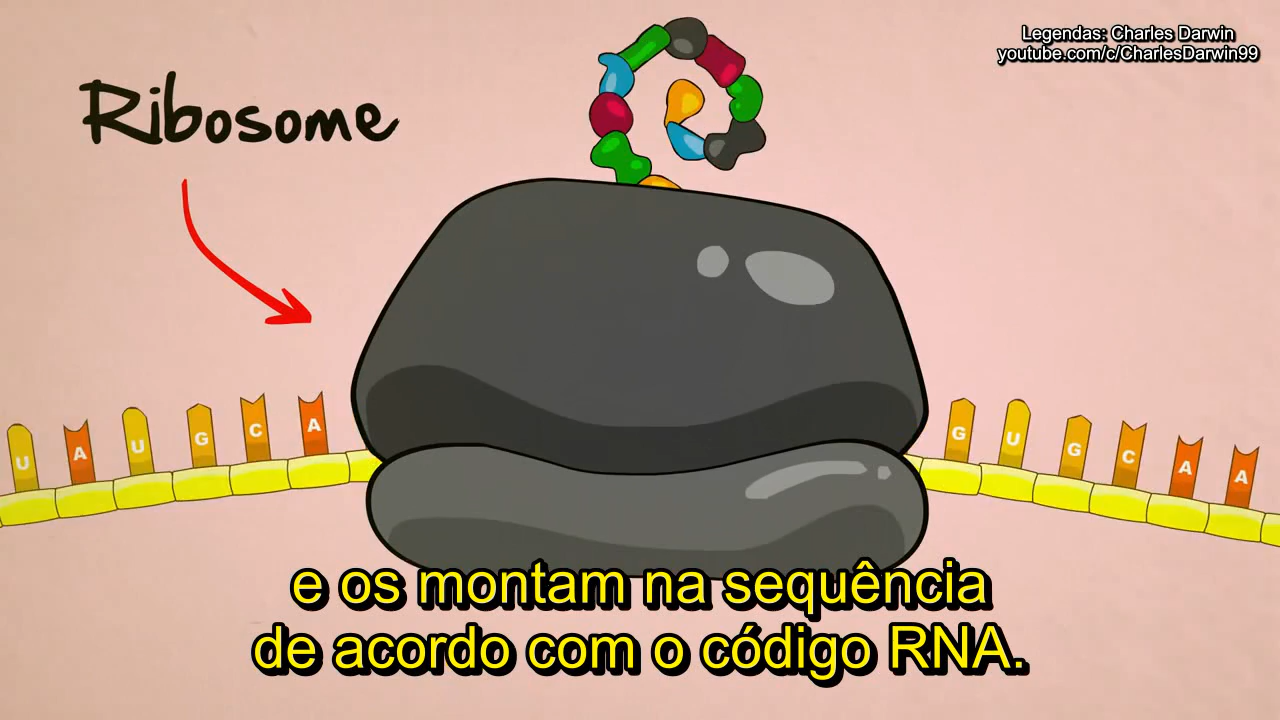 Legendas: Charles Darwin
youtube.com/c/CharlesDarwin99
Ribosome
U A U G C A
G U G C A A
e os montam na sequência
de acordo com o código RNA.